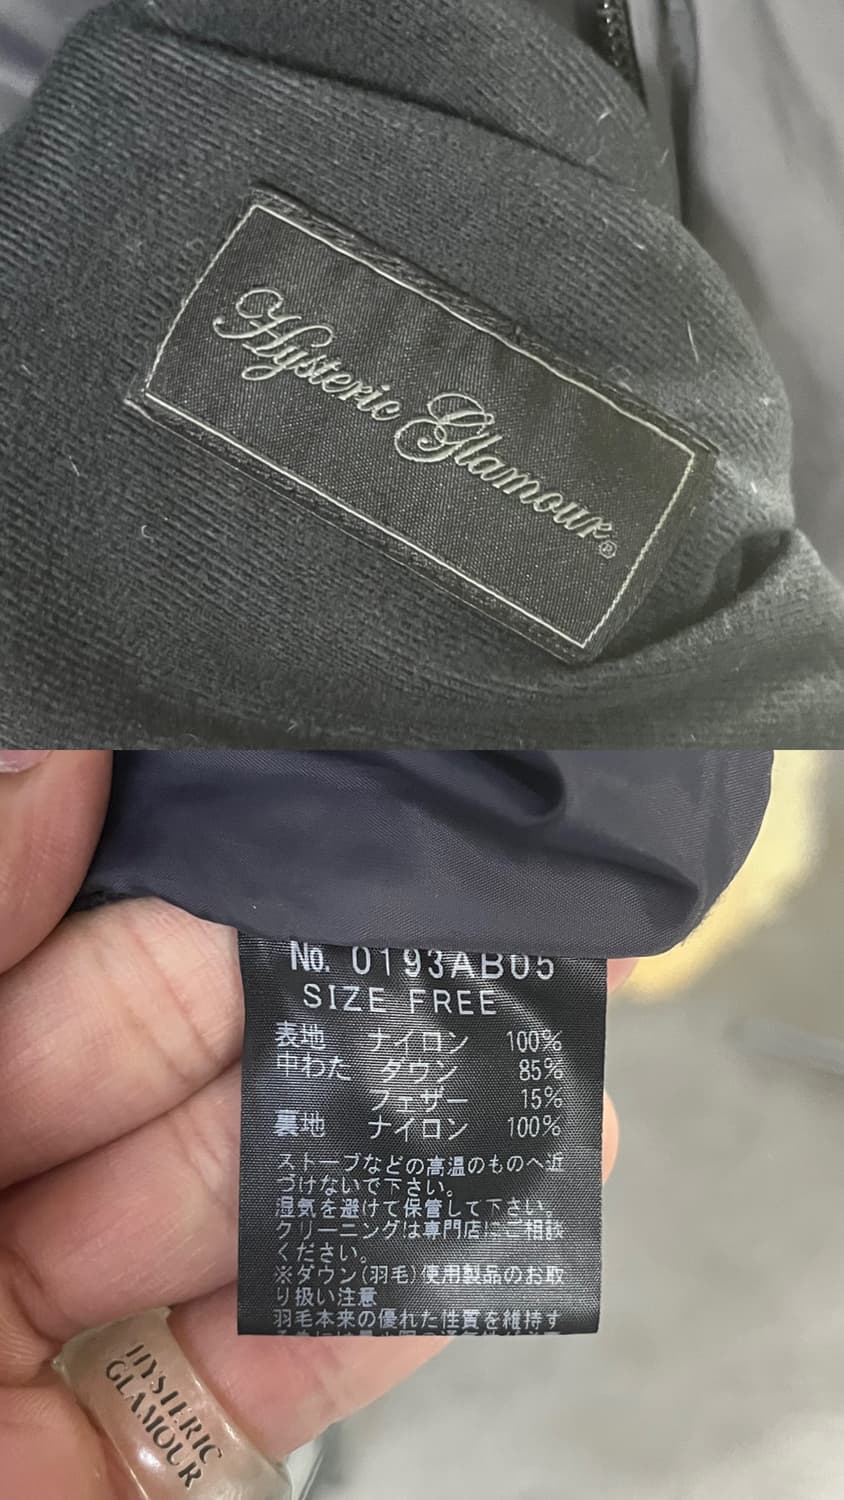 Hysteric Glamour®
No. 0193AB05
SIZE FREE
表地 ナイロン 100%
中わた ダウン 85%
フェザー 15%
裏地 ナイロン 100%
ストーブなどの高温のものへ近
づけないで下さい。
湿気を避けて保管して下さい。
クリーニングは専門店にご相談
ください。
※ダウン(羽毛)使用製品のお取
り扱い注意
羽毛本来の優れた性質を維持す
HYSTERIC
GLAMOUR